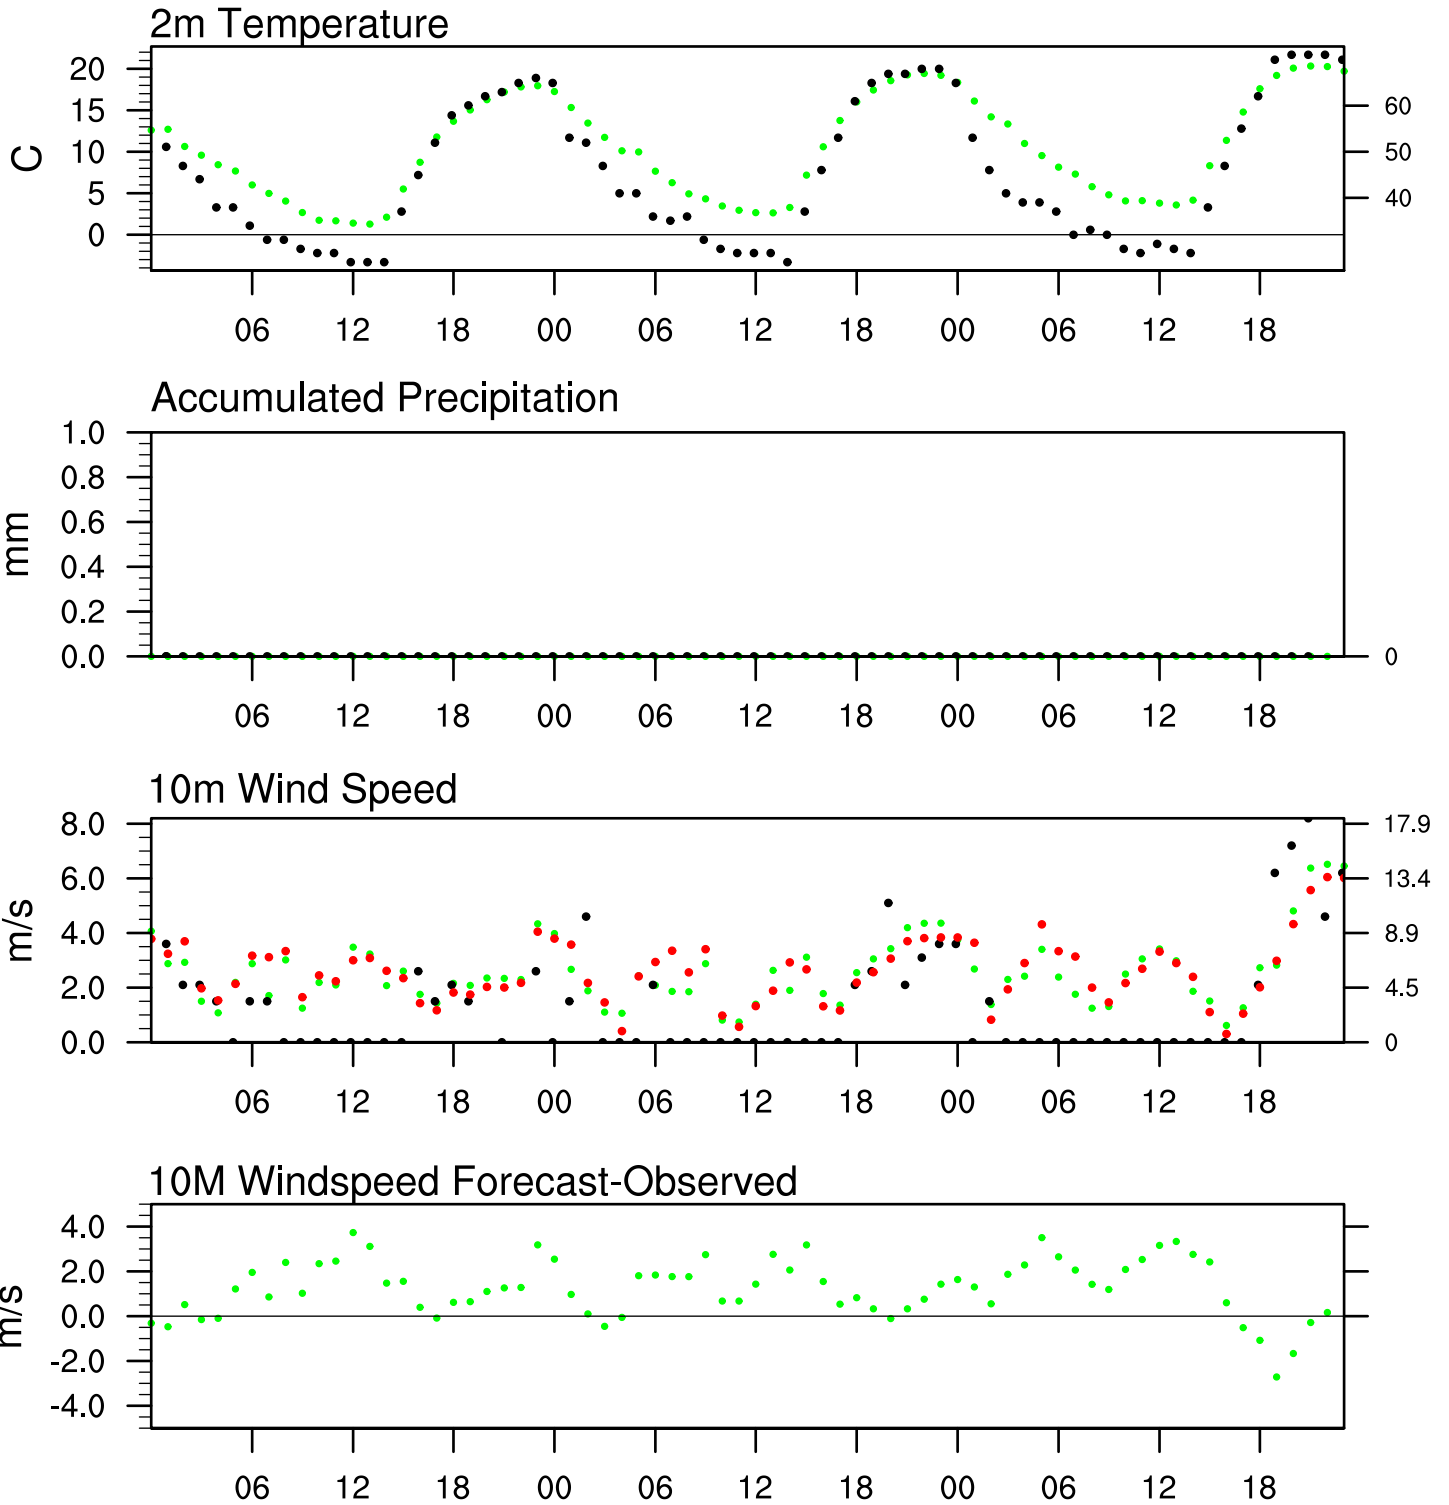 2m Temperature
20
15
10
5
0
C
60
50
40
06 12 18 00 06 12 18 00 06 12 18
Accumulated Precipitation
1.0
0.8
0.6
0.4
0.2
0.0
mm
0
06 12 18 00 06 12 18 00 06 12 18
10m Wind Speed
8.0
6.0
4.0
2.0
0.0
m/s
17.9
13.4
8.9
4.5
0
06 12 18 00 06 12 18 00 06 12 18
10M Windspeed Forecast-Observed
4.0
2.0
0.0
-2.0
-4.0
m/s
06 12 18 00 06 12 18 00 06 12 18